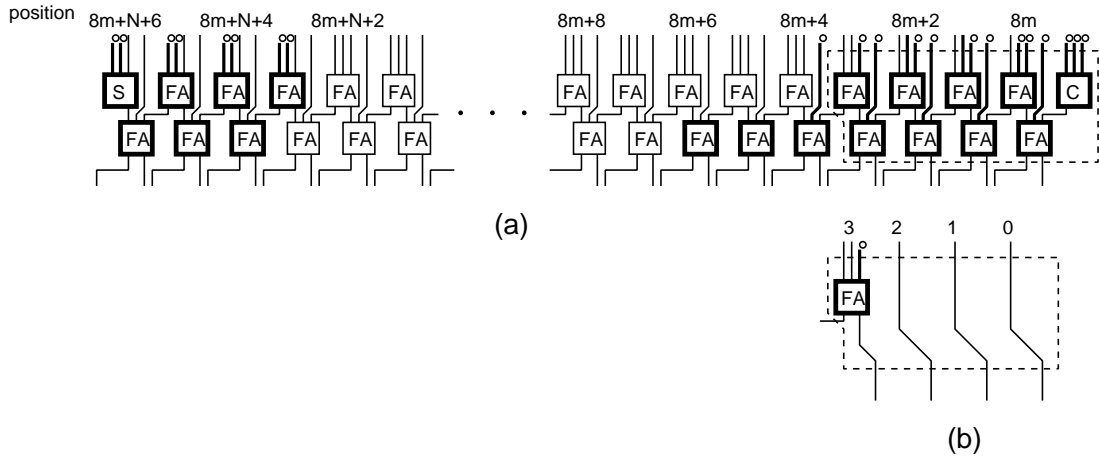 position 8m+N+6 8m+N+4 8m+N+2 8m+8 8m+6 8m+4 8m+2 8m
S FA FA FA FA FA FA FA FA FA FA FA FA FA FA C
FA FA FA FA FA FA . . . FA FA FA FA FA FA FA FA FA
(a)
3 2 1 0
FA
(b)